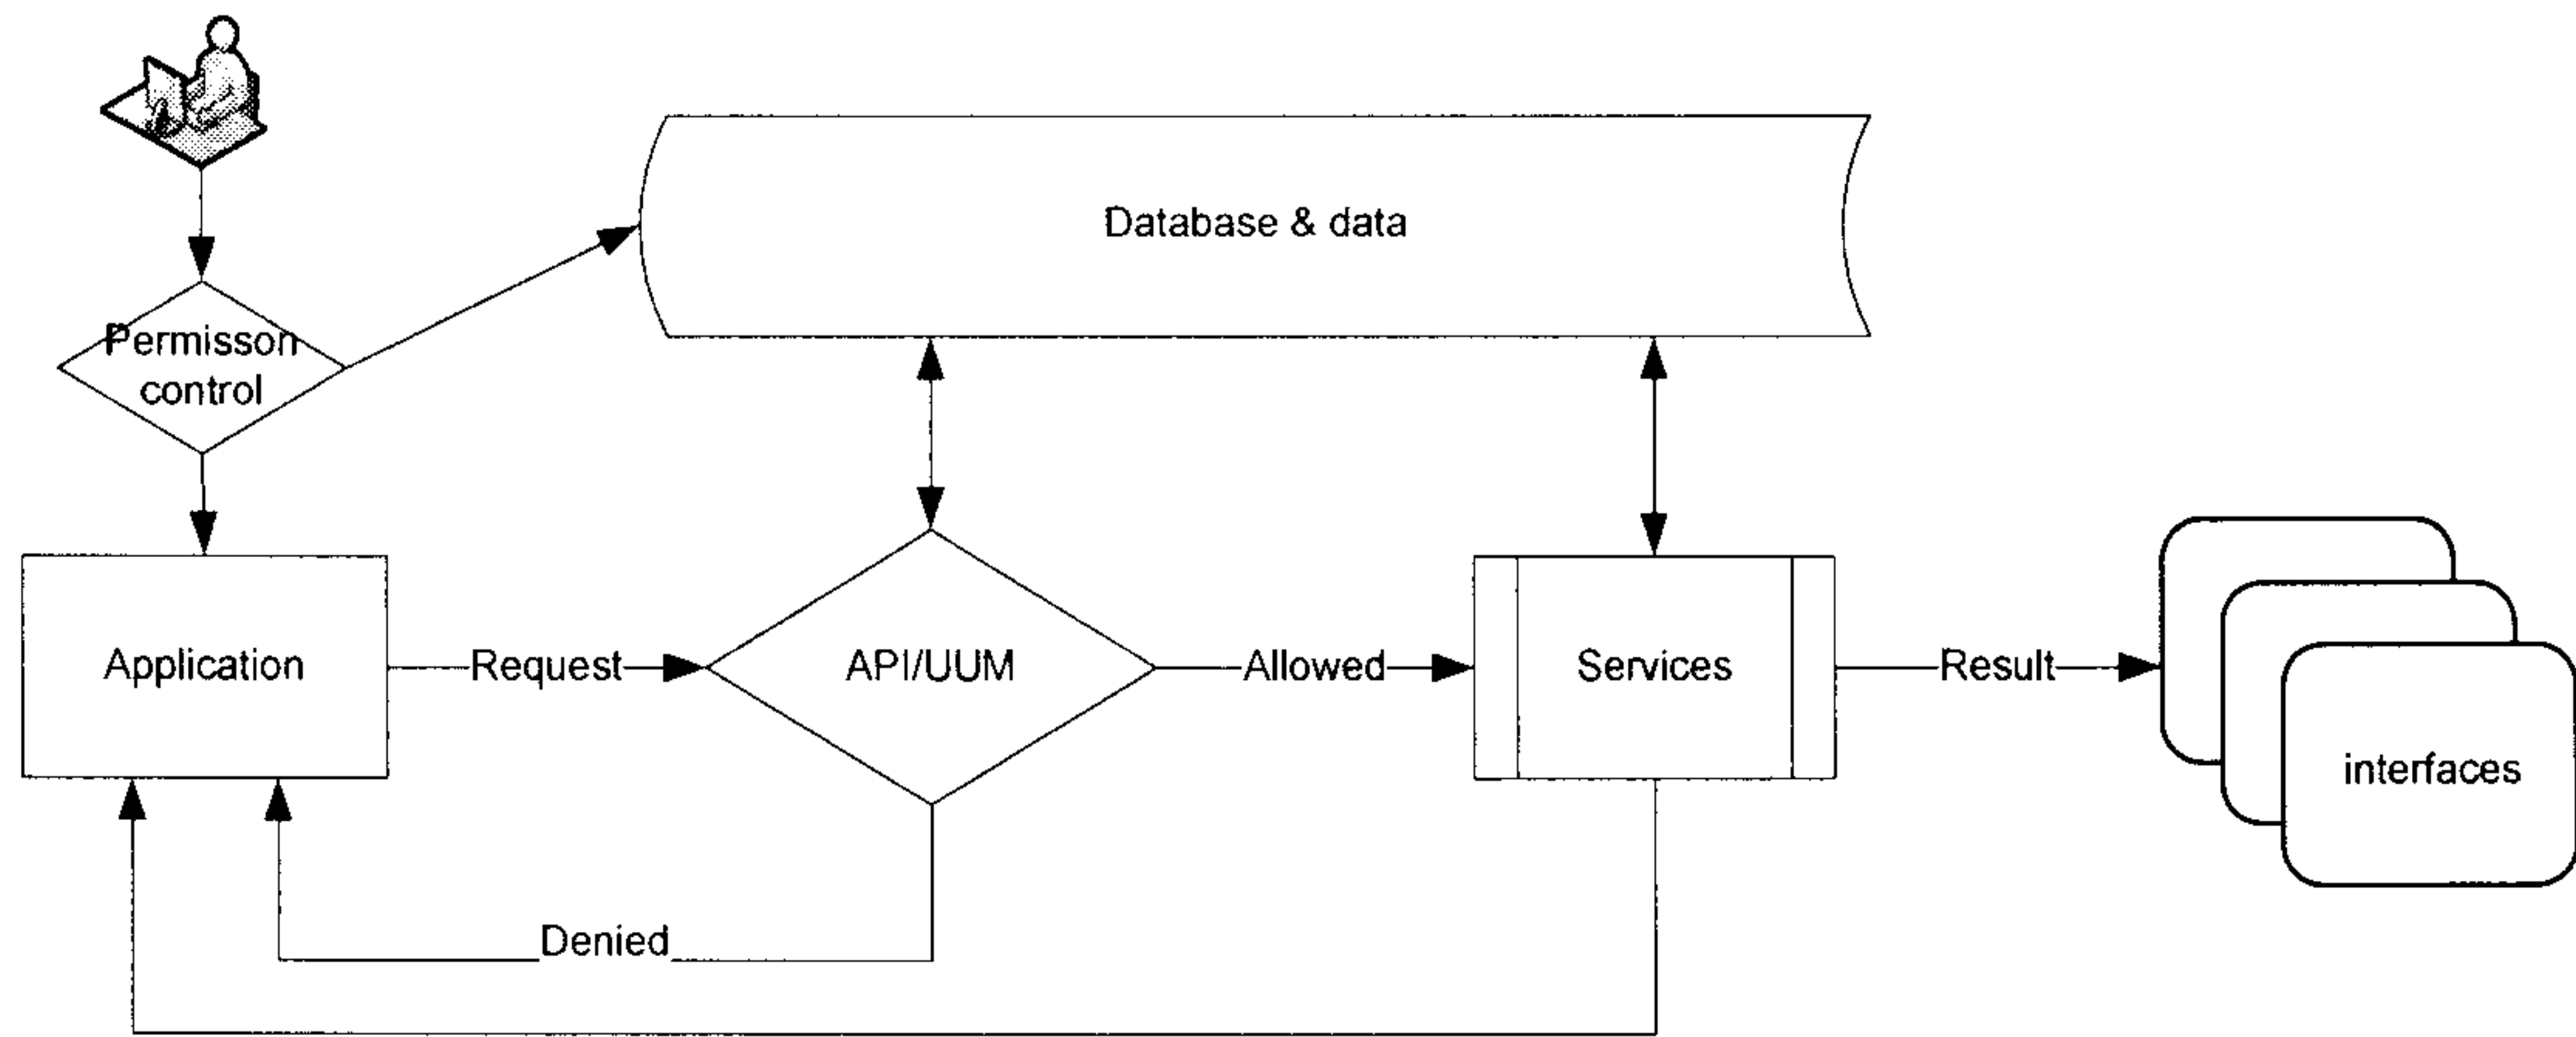 Database & data
Permisson
control
Application
Request
API/UUM
Allowed
Services
Result
interfaces
Denied